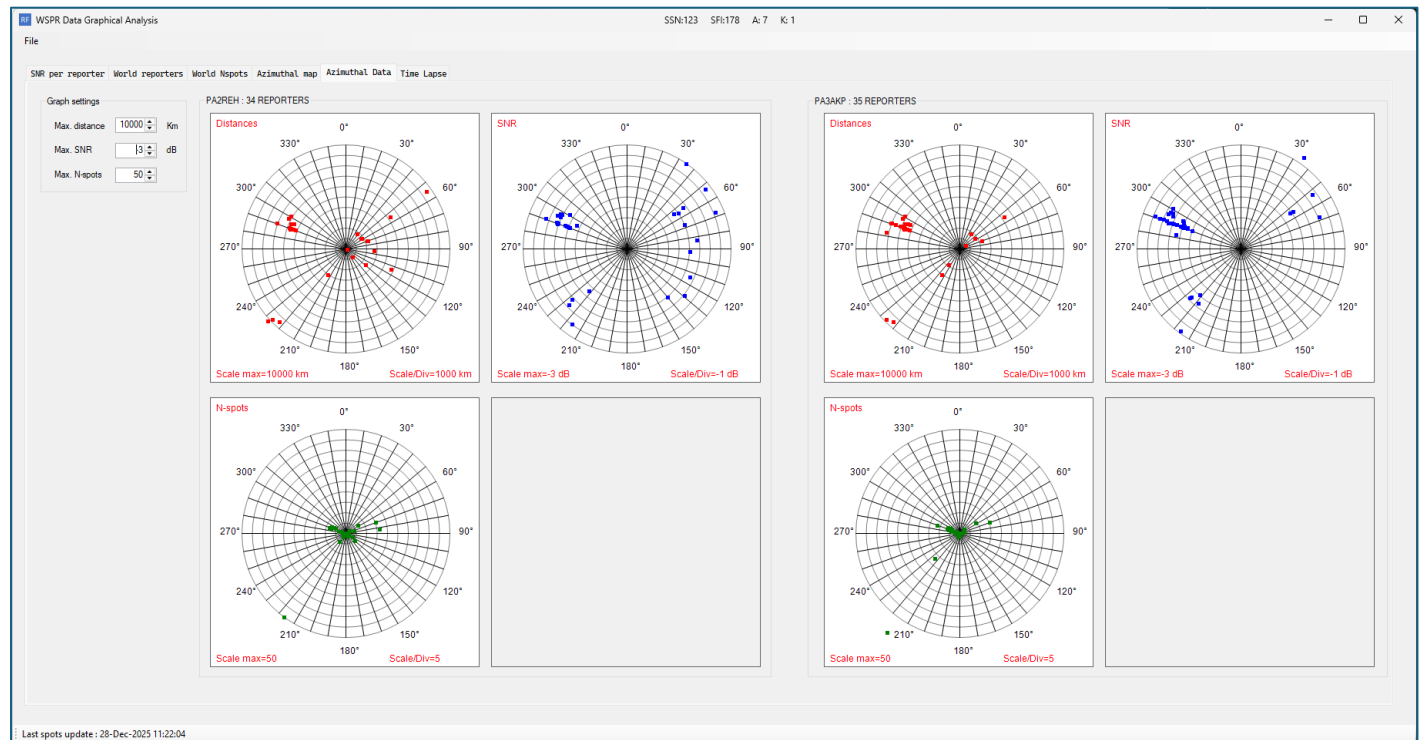 RF WSPR Data Graphical Analysis
SSN:123 SFI:178 A: 7 K: 1
File
SNR per reporter World reporters World Nspots Azimuthal map Azimuthal Data Time Lapse
Graph settings
Max. distance 10000 Km
Max. SNR 3 dB
Max. N-spots 50
PA2REH : 34 REPORTERS
Distances
0°
330° 30°
300° 60°
270° 90°
240° 120°
210° 150°
180°
Scale max=10000 km Scale/Div=1000 km
SNR
0°
330° 30°
300° 60°
270° 90°
240° 120°
210° 150°
180°
Scale max=-3 dB Scale/Div=-1 dB
N-spots
0°
330° 30°
300° 60°
270° 90°
240° 120°
210° 150°
180°
Scale max=50 Scale/Div=5
PA3AKP : 35 REPORTERS
Distances
0°
330° 30°
300° 60°
270° 90°
240° 120°
210° 150°
180°
Scale max=10000 km Scale/Div=1000 km
SNR
0°
330° 30°
300° 60°
270° 90°
240° 120°
210° 150°
180°
Scale max=-3 dB Scale/Div=-1 dB
N-spots
0°
330° 30°
300° 60°
270° 90°
240° 120°
210° 150°
180°
Scale max=50 Scale/Div=5
Last spots update : 28-Dec-2025 11:22:04